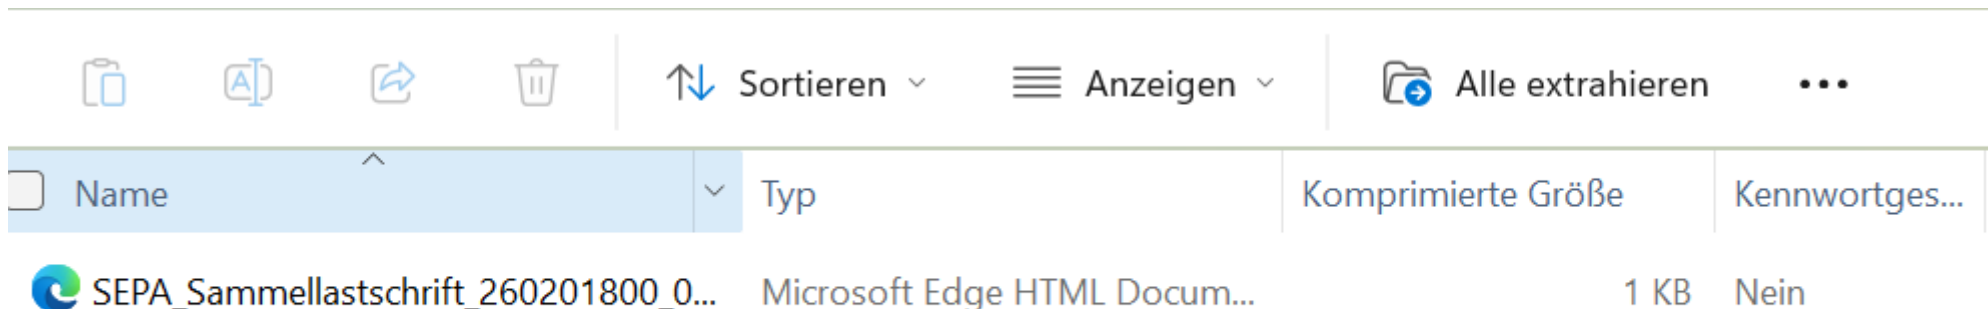 Sortieren Anzeigen Alle extrahieren
Name Typ Komprimierte Größe Kennwortges...
SEPA_Sammellastschrift_260201800_0... Microsoft Edge HTML Docum... 1 KB Nein